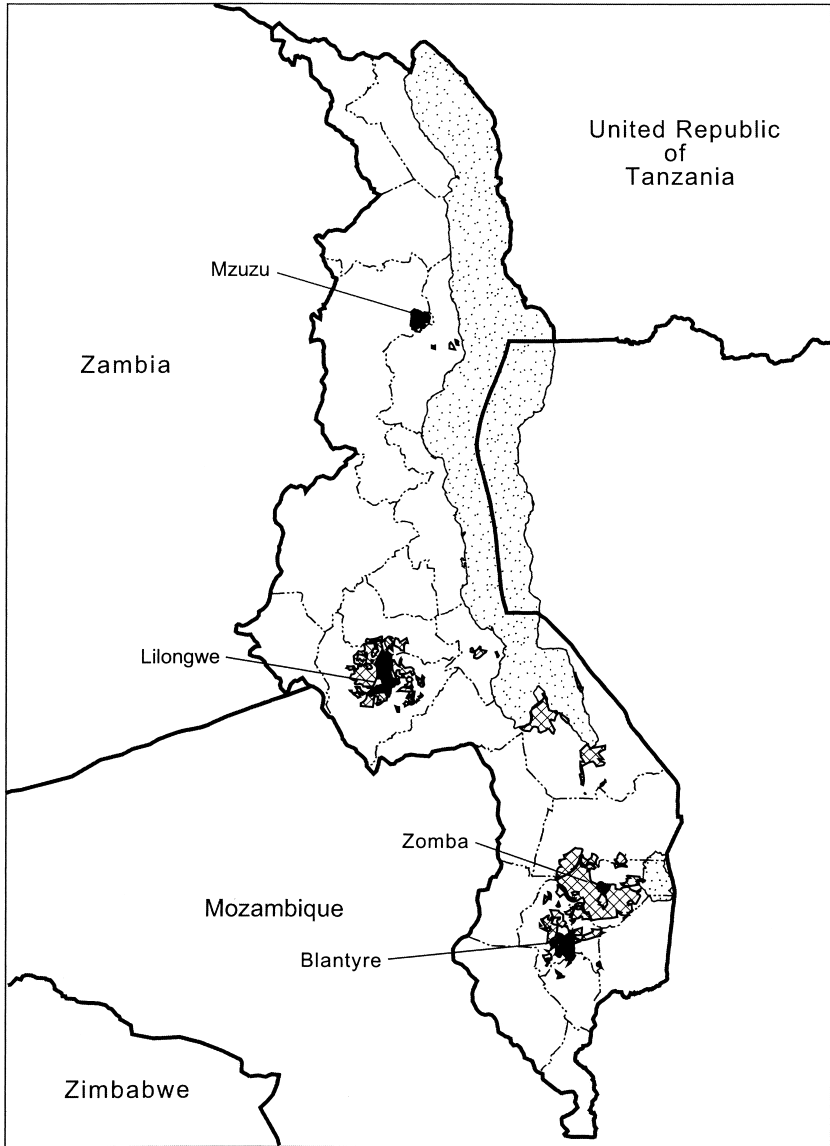 United Republic
of
Tanzania
Mzuzu
Zambia
Lilongwe
Zomba
Mozambique
Blantyre
Zimbabwe